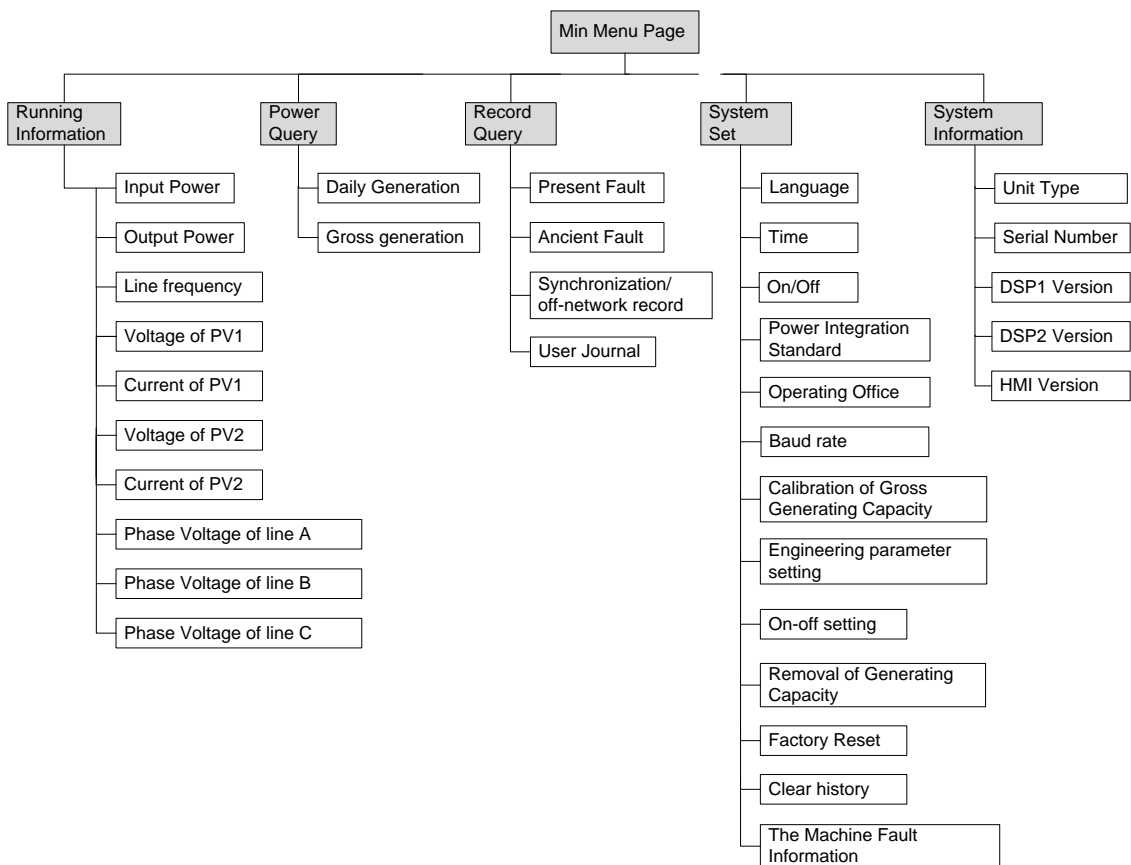 Min Menu Page
Running
Information
Power
Query
Record
Query
System
Set
System
Information
Input Power
Output Power
Line frequency
Voltage of PV1
Current of PV1
Voltage of PV2
Current of PV2
Phase Voltage of line A
Phase Voltage of line B
Phase Voltage of line C
Daily Generation
Gross generation
Present Fault
Ancient Fault
Synchronization/
off-network record
User Journal
Language
Time
On/Off
Power Integration
Standard
Operating Office
Baud rate
Calibration of Gross
Generating Capacity
Engineering parameter
setting
On-off setting
Removal of Generating
Capacity
Factory Reset
Clear history
The Machine Fault
Information
Unit Type
Serial Number
DSP1 Version
DSP2 Version
HMI Version